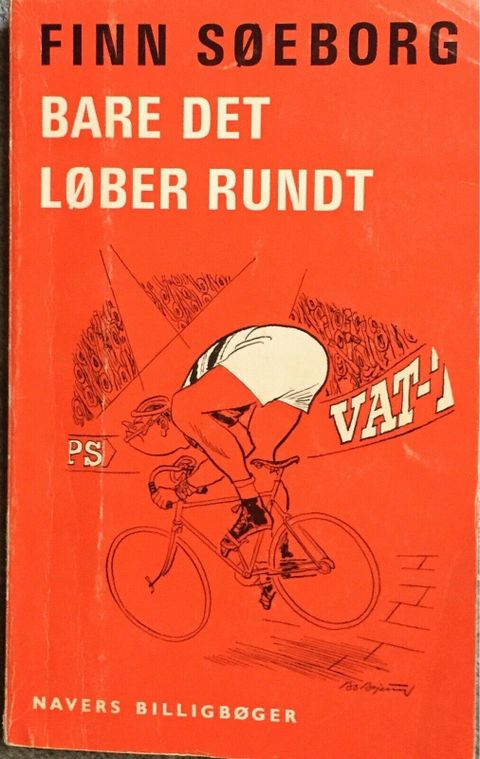 FINN SØEBORG
BARE DET
LØBER RUNDT
VAT-
PS
NAVERS BILLIGBØGER